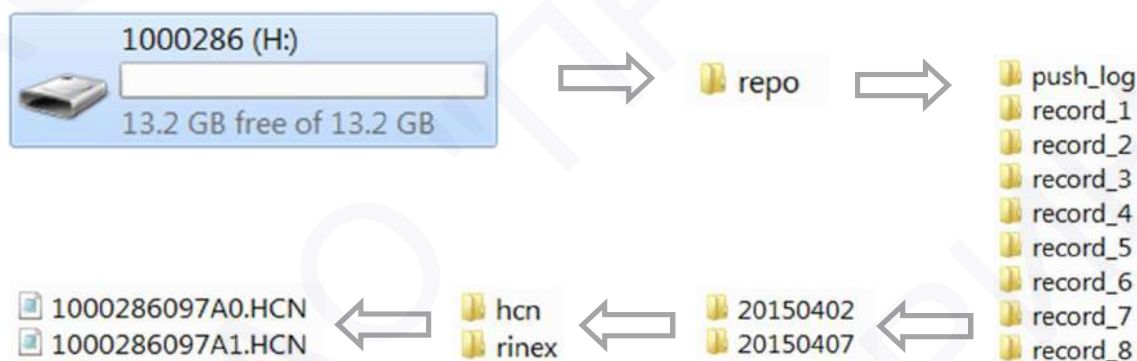 1000286 (H:)
13.2 GB free of 13.2 GB
repo
push_log
record_1
record_2
record_3
record_4
record_5
record_6
record_7
record_8
20150402
20150407
hcn
rinex
1000286097A0.HCN
1000286097A1.HCN